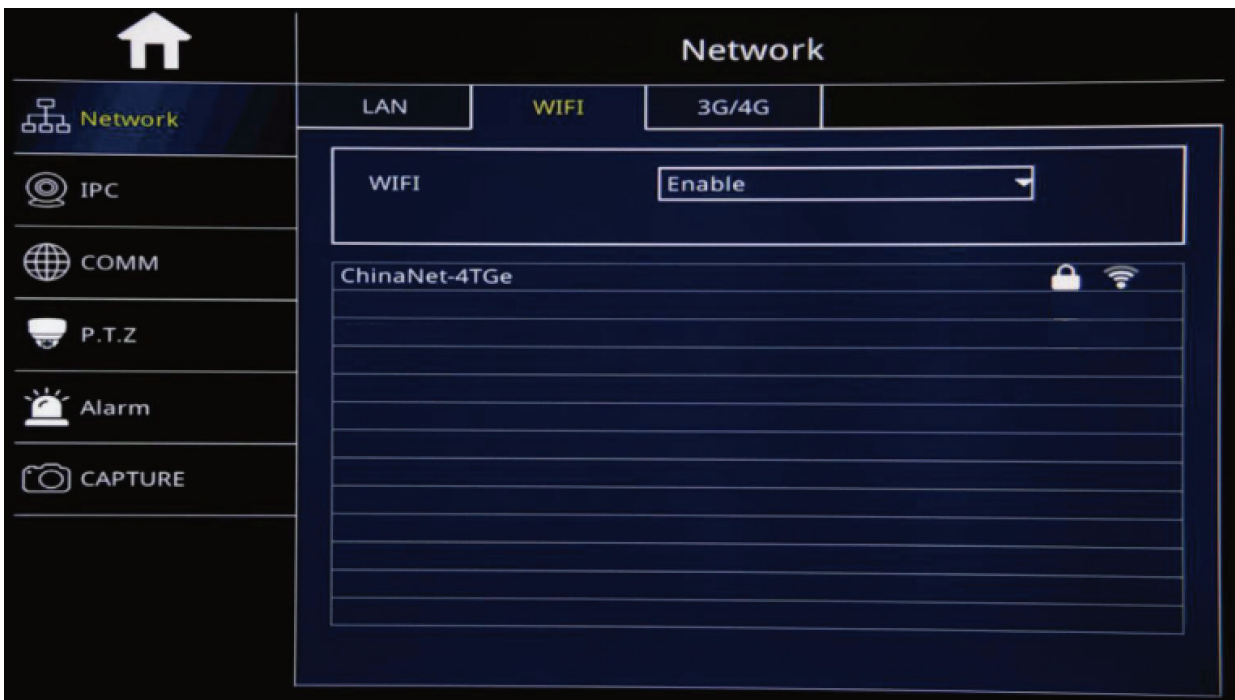 Network
LAN WIFI 3G/4G
Network
IPC
COMM
P.T.Z
Alarm
CAPTURE
WIFI Enable
ChinaNet-4TGe